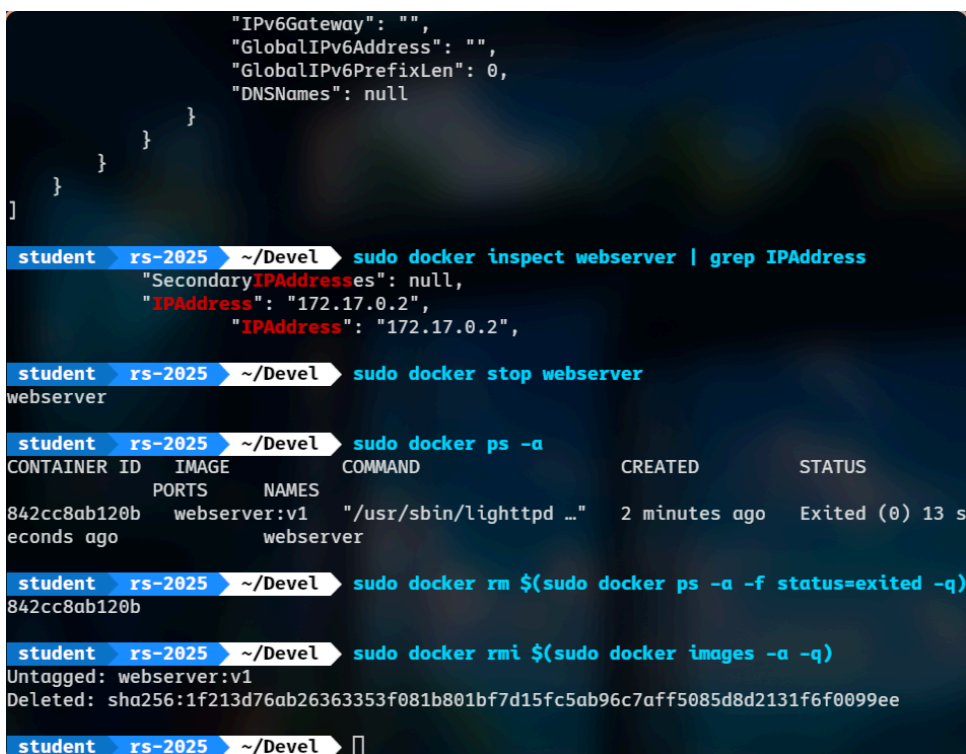 "IPv6Gateway": "",
"GlobalIPv6Address": "",
"GlobalIPv6PrefixLen": 0,
"DNSNames": null
}
}
}
}
]
student rs-2025 ~/Devel sudo docker inspect webserver | grep IPAddress
"SecondaryIPAddresses": null,
"IPAddress": "172.17.0.2",
"IPAddress": "172.17.0.2",
student rs-2025 ~/Devel sudo docker stop webserver
webserver
student rs-2025 ~/Devel sudo docker ps -a
CONTAINER ID IMAGE COMMAND CREATED STATUS
PORTS NAMES
842cc8ab120b webserver:v1 "/usr/sbin/lighttpd …" 2 minutes ago Exited (0) 13 s
econds ago webserver
student rs-2025 ~/Devel sudo docker rm $(sudo docker ps -a -f status=exited -q)
842cc8ab120b
student rs-2025 ~/Devel sudo docker rmi $(sudo docker images -a -q)
Untagged: webserver:v1
Deleted: sha256:1f213d76ab26363353f081b801bf7d15fc5ab96c7aff5085d8d2131f6f0099ee
student rs-2025 ~/Devel